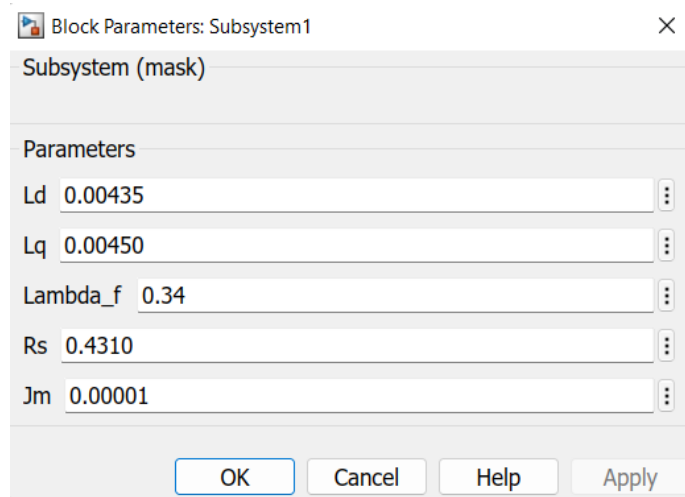 Block Parameters: Subsystem1
Subsystem (mask)
Parameters
Ld 0.00435
Lq 0.00450
Lambda_f 0.34
Rs 0.4310
Jm 0.00001
OK Cancel Help Apply